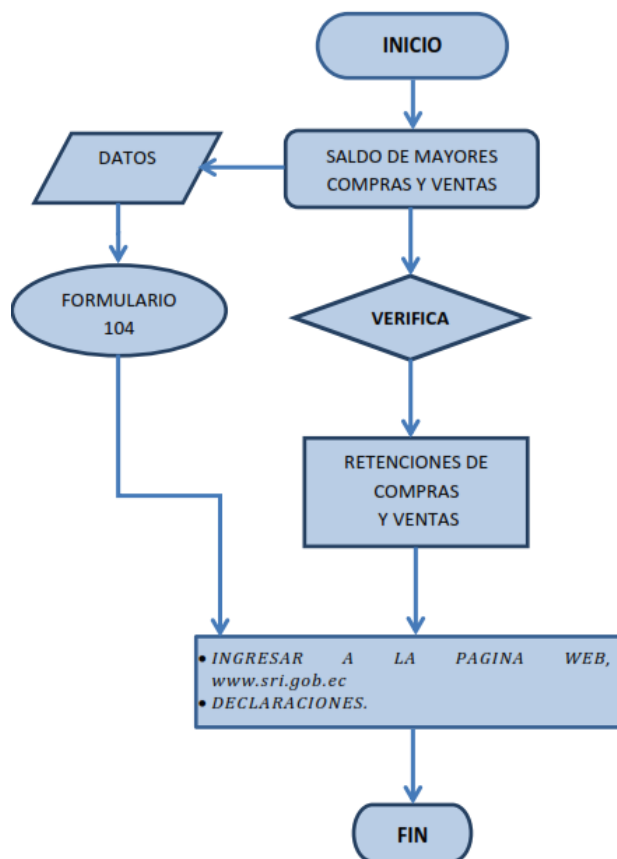 INICIO
DATOS
SALDO DE MAYORES
COMPRAS Y VENTAS
FORMULARIO
104
VERIFICA
RETENCIONES DE
COMPRAS
Y VENTAS
• INGRESAR A LA PAGINA WEB,
www.sri.gob.ec
• DECLARACIONES.
FIN